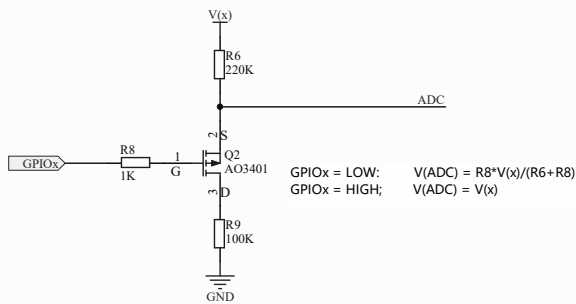 V(x)
R6
220K
ADC
2 S
R8
1
Q2
GPIOx
AO3401
1K
G
GPIOx = LOW: V(ADC) = R8*V(x)/(R6+R8)
GPIOx = HIGH; V(ADC) = V(x)
3 D
R9
100K
GND